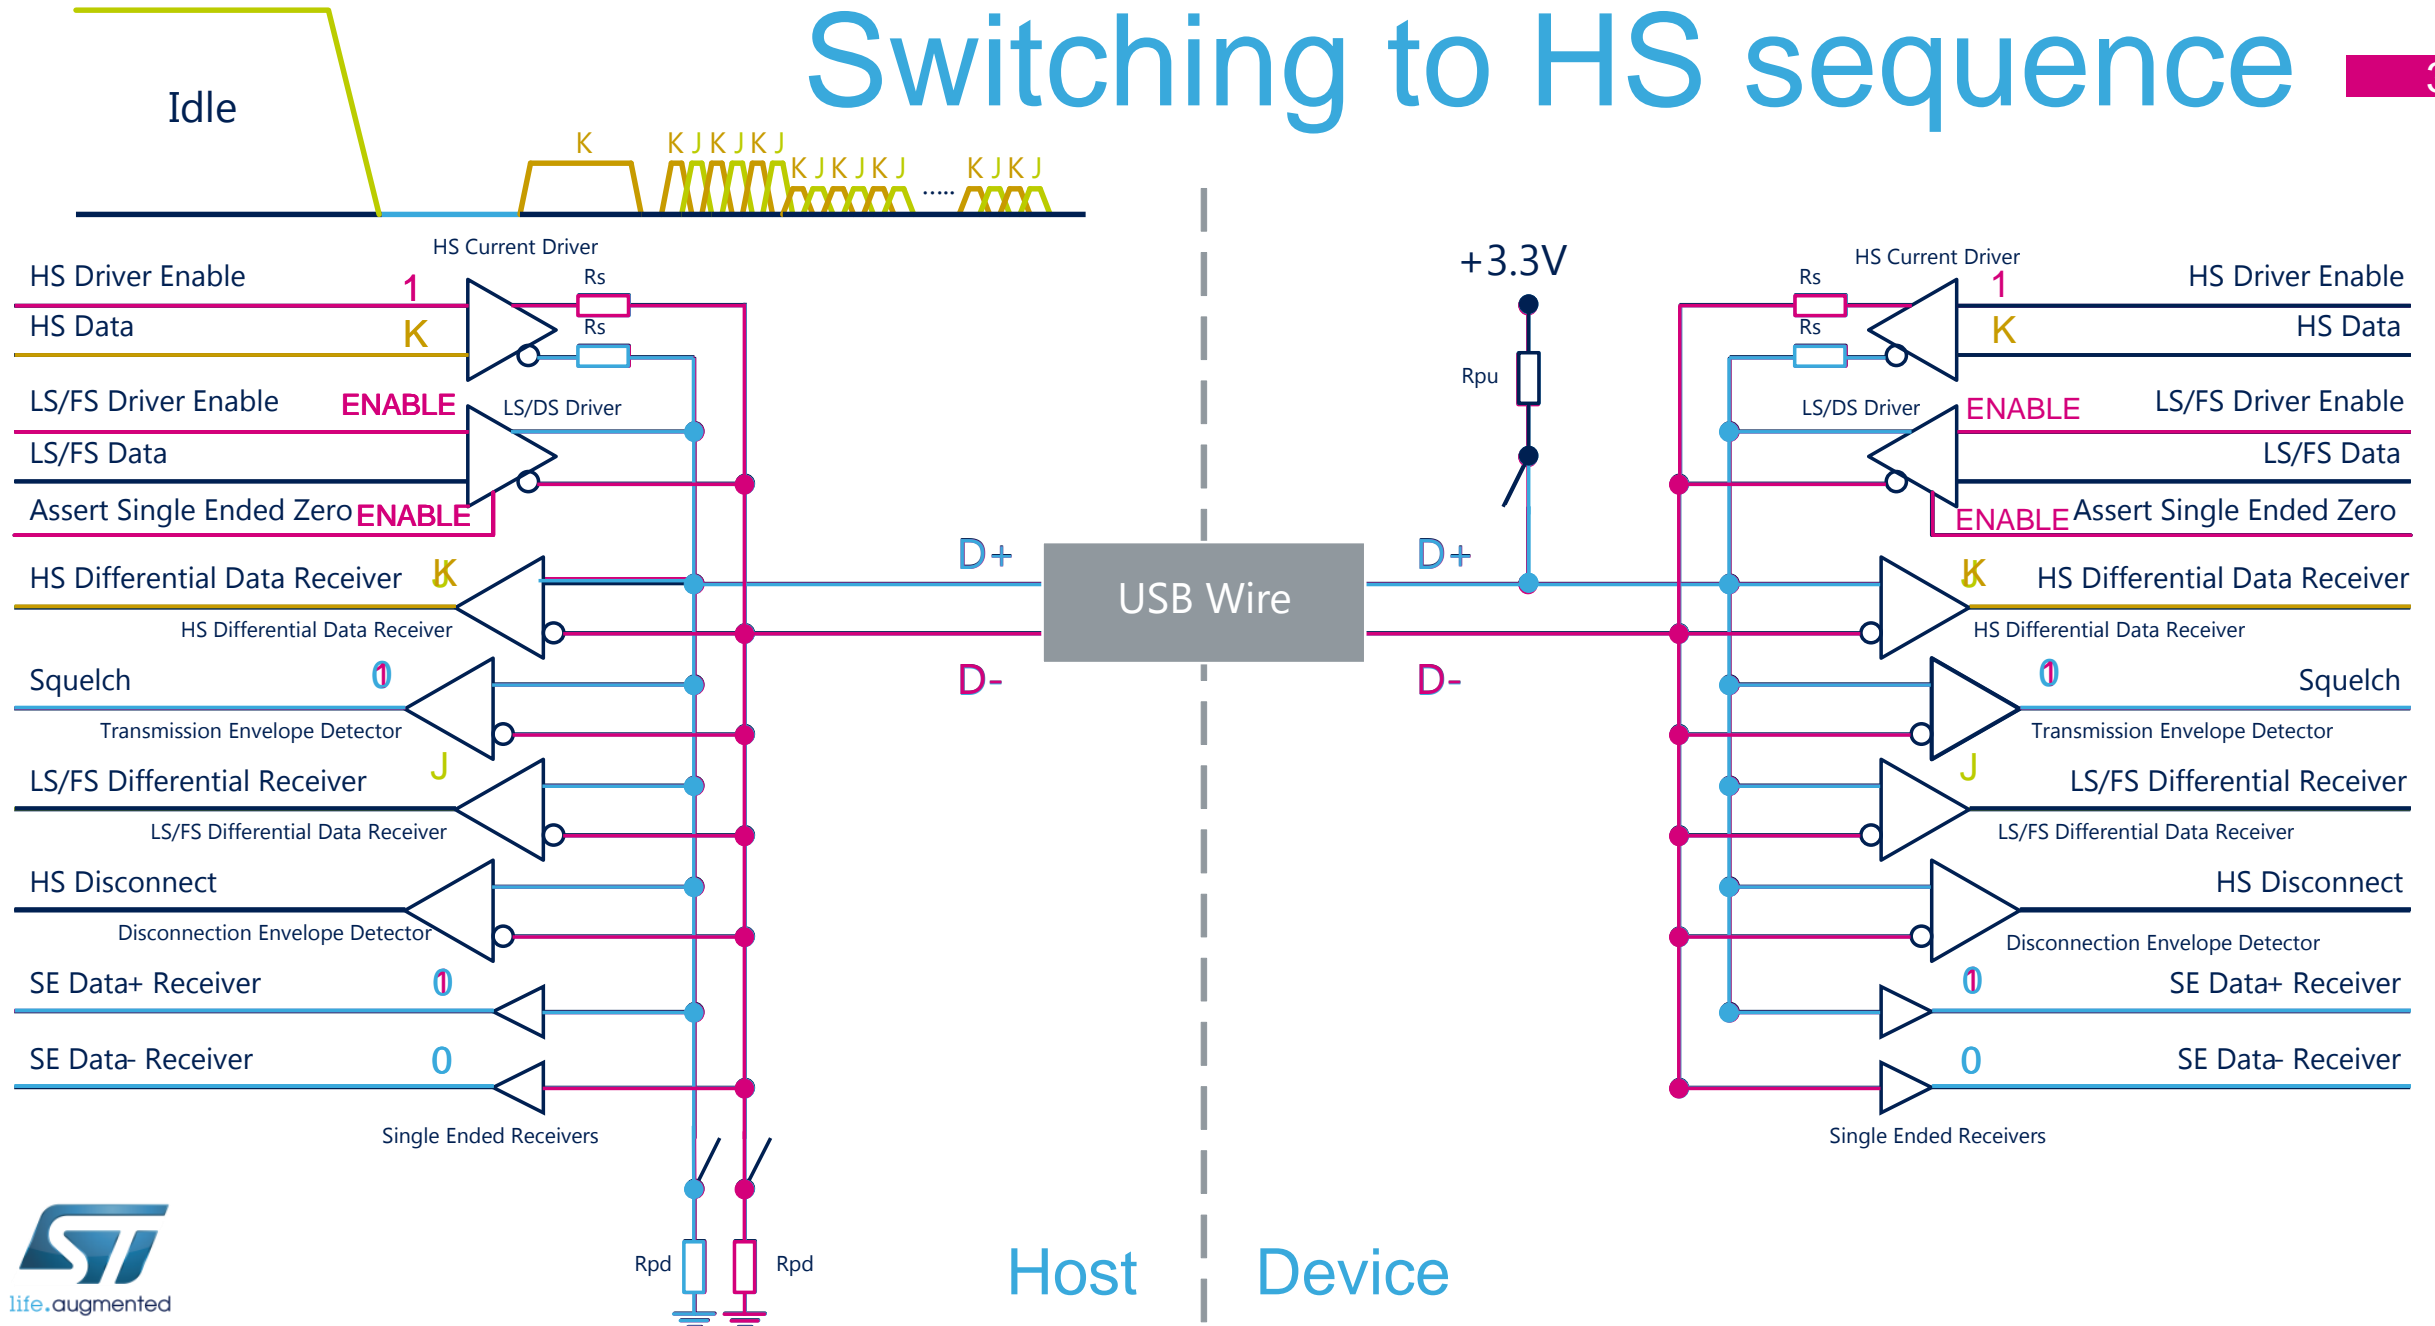 Switching to HS sequence
3
Idle
K
K J K J K J
K J K J K J
.....
K J K J
HS Current Driver
HS Driver Enable
1
Rs
HS Data
K
Rs
LS/FS Driver Enable
ENABLE
LS/DS Driver
LS/FS Data
Assert Single Ended Zero
ENABLE
HS Differential Data Receiver
K
HS Differential Data Receiver
Squelch
0
Transmission Envelope Detector
J
LS/FS Differential Receiver
LS/FS Differential Data Receiver
HS Disconnect
Disconnection Envelope Detector
SE Data+ Receiver
0
SE Data- Receiver
0
Single Ended Receivers
Rpd
Rpd
D+
D-
USB Wire
Host
Device
+3.3V
Rpu
D+
D-
HS Current Driver
Rs
1
HS Driver Enable
Rs
K
HS Data
LS/DS Driver
ENABLE
LS/FS Driver Enable
LS/FS Data
ENABLE
Assert Single Ended Zero
K
HS Differential Data Receiver
HS Differential Data Receiver
0
Squelch
Transmission Envelope Detector
J
LS/FS Differential Receiver
LS/FS Differential Data Receiver
HS Disconnect
Disconnection Envelope Detector
0
SE Data+ Receiver
0
SE Data- Receiver
Single Ended Receivers
ST
life.augmented